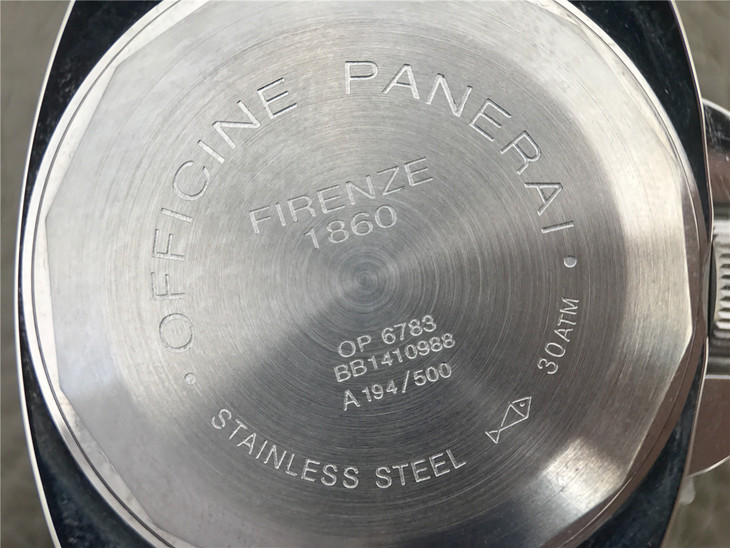 OFFICINE PANERAI
FIRENZE
1860
OP 6783
BB1410988
A194/500
30ATM
STAINLESS STEEL